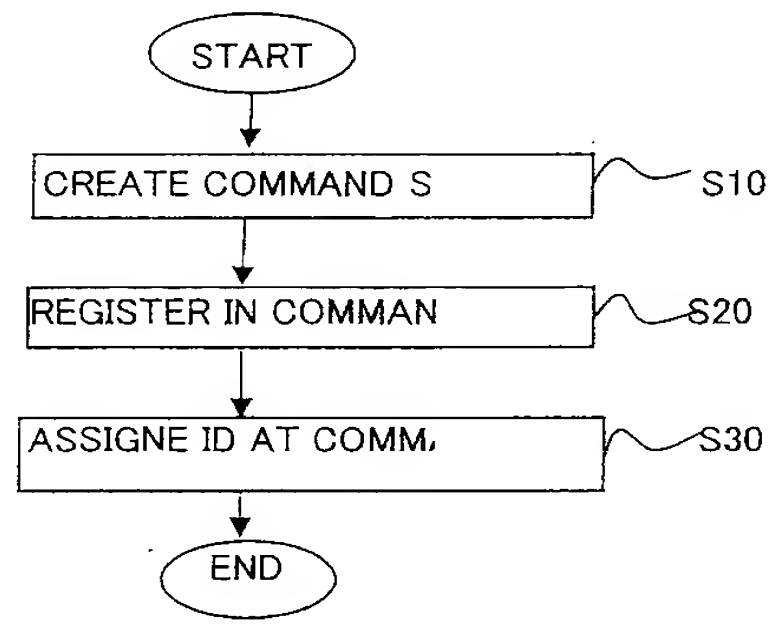 START
CREATE COMMAND S
S10
REGISTER IN COMMAN
S20
ASSIGNE ID AT COMM
S30
END